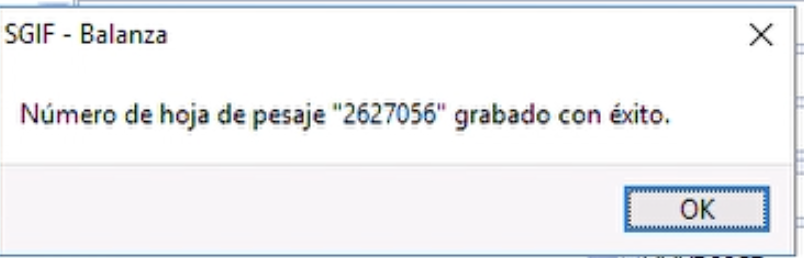 SGIF - Balanza
Número de hoja de pesaje "2627056" grabado con éxito.
OK